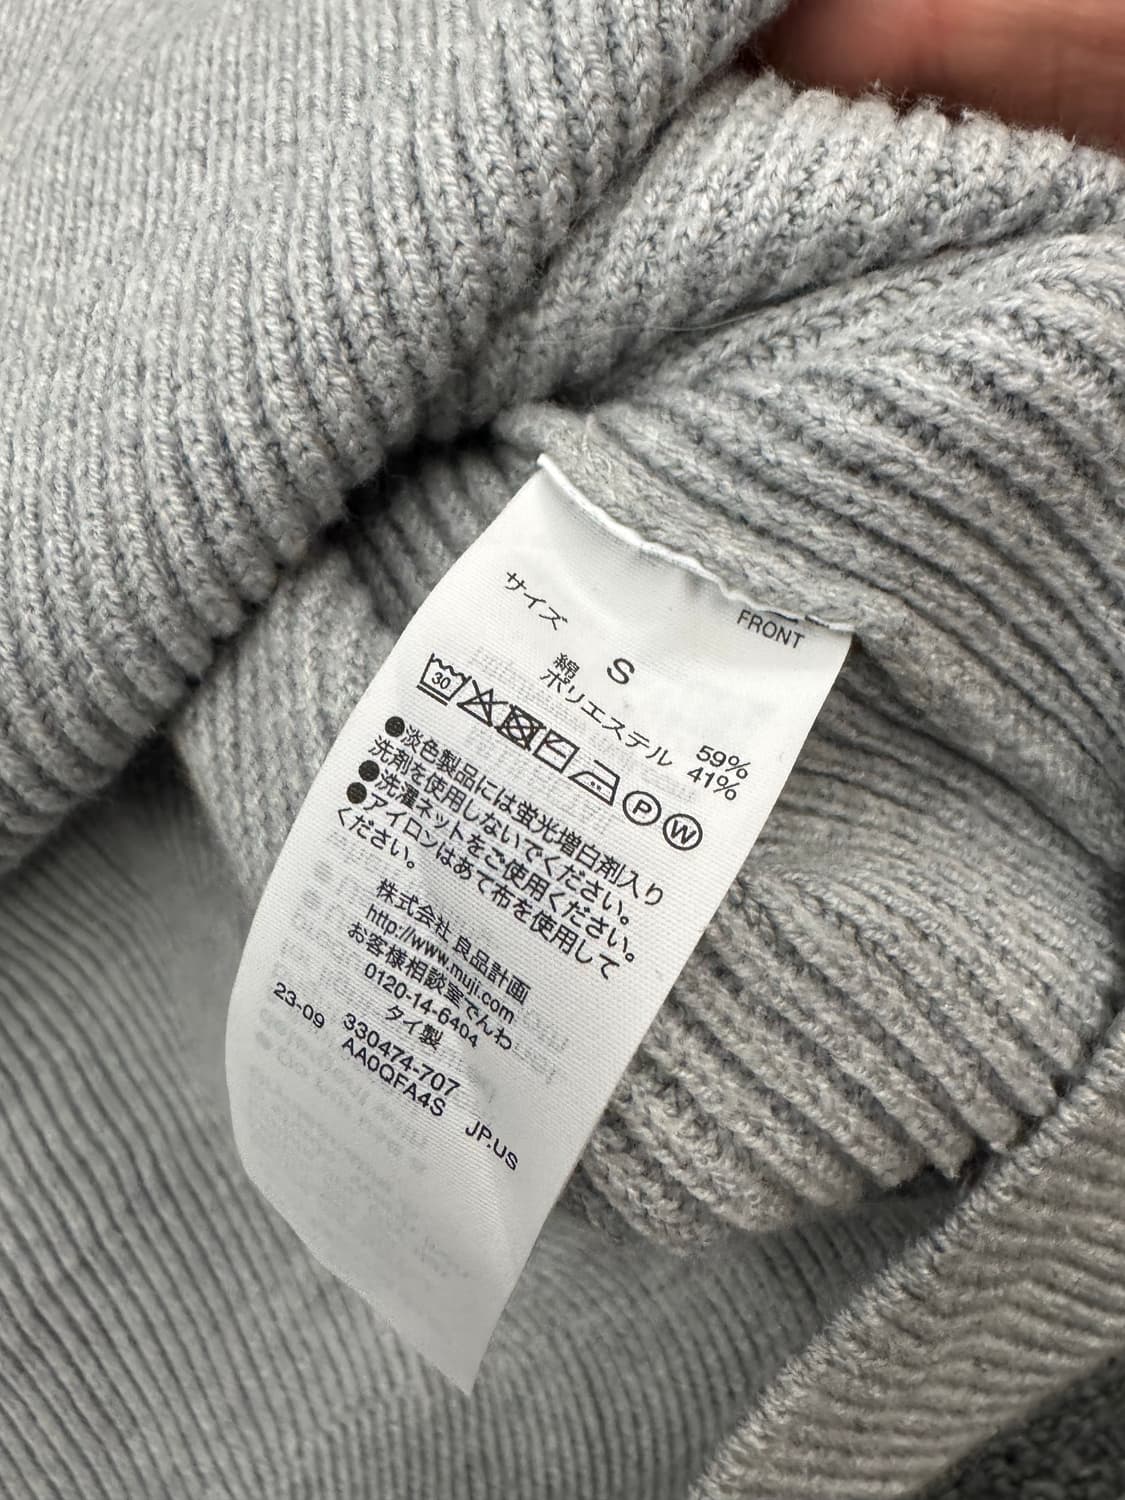 サイズ
FRONT
S
綿 59%
ポリエステル 41%
30 P W
●淡色製品には蛍光増白剤入り
洗剤を使用しないでください。
●洗濯ネットをご使用ください。
●アイロンはあて布を使用して
ください。
株式会社 良品計画
http://www.muji.com
お客様相談室でんわ
0120-14-6404
タイ製
23-09 330474-707
AA0QFA4S JP.US